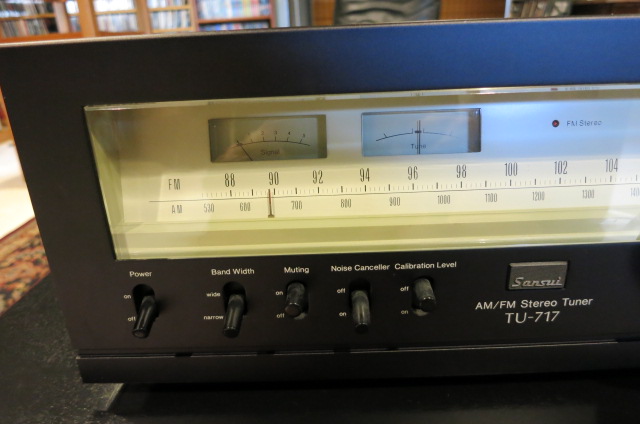 Signal
Tune
FM Stereo
FM 88 90 92 94 96 98 100 102 104
AM 530 600 700 800 900 1000 1100 1200 1300
Power
on
off
Band Width
wide
narrow
Muting
on
off
Noise Canceller
off
on
Calibration Level
off
on
Sansui
AM/FM Stereo Tuner
TU-717